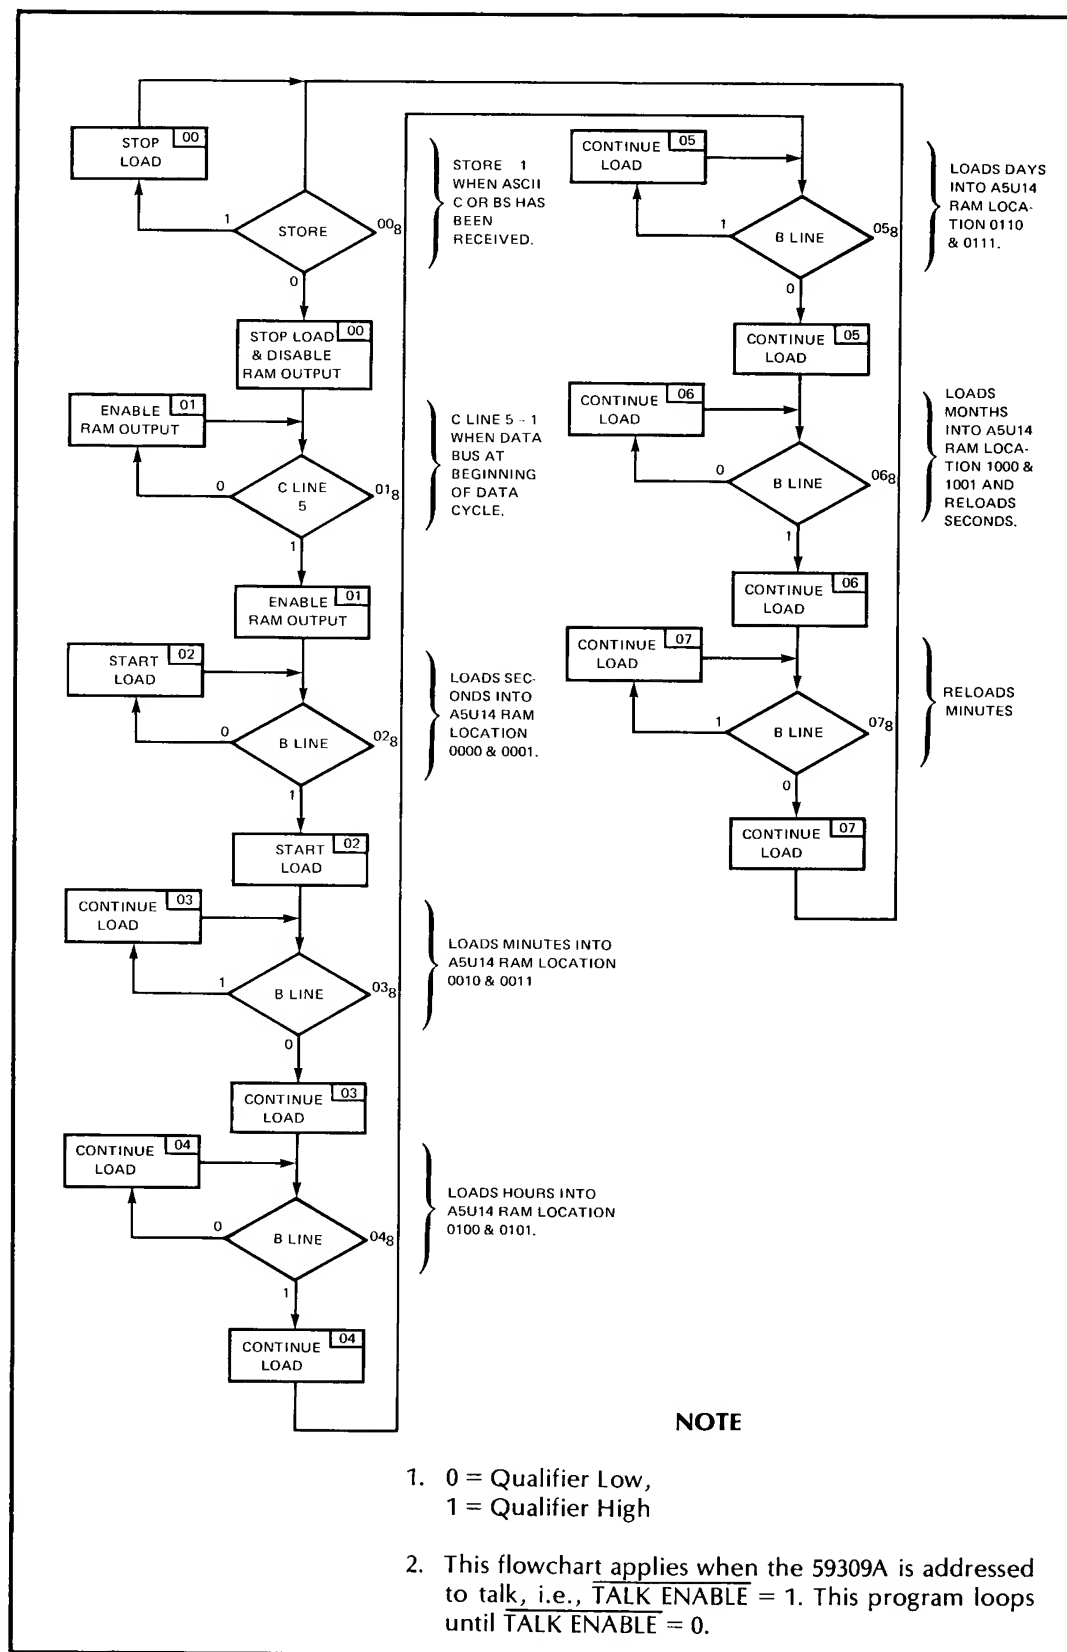 00
STOP
LOAD
1
STORE
00₈
0
STORE 1
WHEN ASCII
C OR BS HAS
BEEN
RECEIVED.
00
STOP LOAD
& DISABLE
RAM OUTPUT
01
ENABLE
RAM OUTPUT
0
C LINE
5
01₈
1
C LINE 5 - 1
WHEN DATA
BUS AT
BEGINNING
OF DATA
CYCLE.
01
ENABLE
RAM OUTPUT
02
START
LOAD
0
B LINE
02₈
1
LOADS SEC-
ONDS INTO
A5U14 RAM
LOCATION
0000 & 0001.
02
START
LOAD
03
CONTINUE
LOAD
1
B LINE
03₈
0
LOADS MINUTES INTO
A5U14 RAM LOCATION
0010 & 0011
03
CONTINUE
LOAD
04
CONTINUE
LOAD
0
B LINE
04₈
1
LOADS HOURS INTO
A5U14 RAM LOCATION
0100 & 0101.
04
CONTINUE
LOAD
05
CONTINUE
LOAD
1
B LINE
05₈
0
LOADS DAYS
INTO A5U14
RAM LOCA-
TION 0110
& 0111.
05
CONTINUE
LOAD
06
CONTINUE
LOAD
0
B LINE
06₈
1
LOADS
MONTHS
INTO A5U14
RAM LOCA-
TION 1000 &
1001 AND
RELOADS
SECONDS.
06
CONTINUE
LOAD
07
CONTINUE
LOAD
1
B LINE
07₈
0
RELOADS
MINUTES
07
CONTINUE
LOAD
NOTE
1. 0 = Qualifier Low,
1 = Qualifier High
2. This flowchart applies when the 59309A is addressed
to talk, i.e., TALK ENABLE = 1. This program loops
until TALK ENABLE = 0.